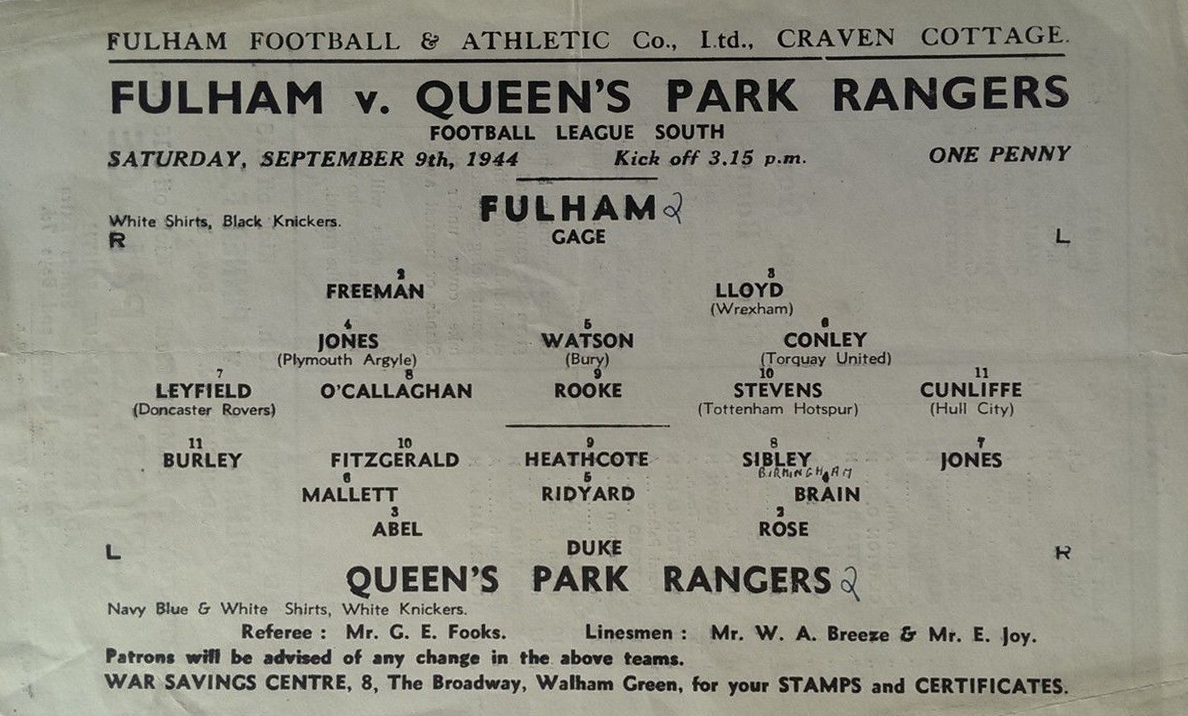 FULHAM FOOTBALL & ATHLETIC Co., Ltd., CRAVEN COTTAGE.
FULHAM v. QUEEN'S PARK RANGERS
FOOTBALL LEAGUE SOUTH
SATURDAY, SEPTEMBER 9th, 1944 Kick off 3.15 p.m. ONE PENNY
FULHAM 2
White Shirts, Black Knickers.
R GAGE L
2 3
FREEMAN LLOYD
(Wrexham)
4 5 6
JONES WATSON CONLEY
(Plymouth Argyle) (Bury) (Torquay United)
7 8 9 10 11
LEYFIELD O'CALLAGHAN ROOKE STEVENS CUNLIFFE
(Doncaster Rovers) (Tottenham Hotspur) (Hull City)
11 10 9 8 7
BURLEY FITZGERALD HEATHCOTE SIBLEY JONES
BIRMINGHAM
6 5 4
MALLETT RIDYARD BRAIN
3 2
ABEL ROSE
L DUKE R
QUEEN'S PARK RANGERS 2
Navy Blue & White Shirts, White Knickers.
Referee : Mr. G. E. Fooks. Linesmen : Mr. W. A. Breeze & Mr. E. Joy.
Patrons will be advised of any change in the above teams.
WAR SAVINGS CENTRE, 8, The Broadway, Walham Green, for your STAMPS and CERTIFICATES.